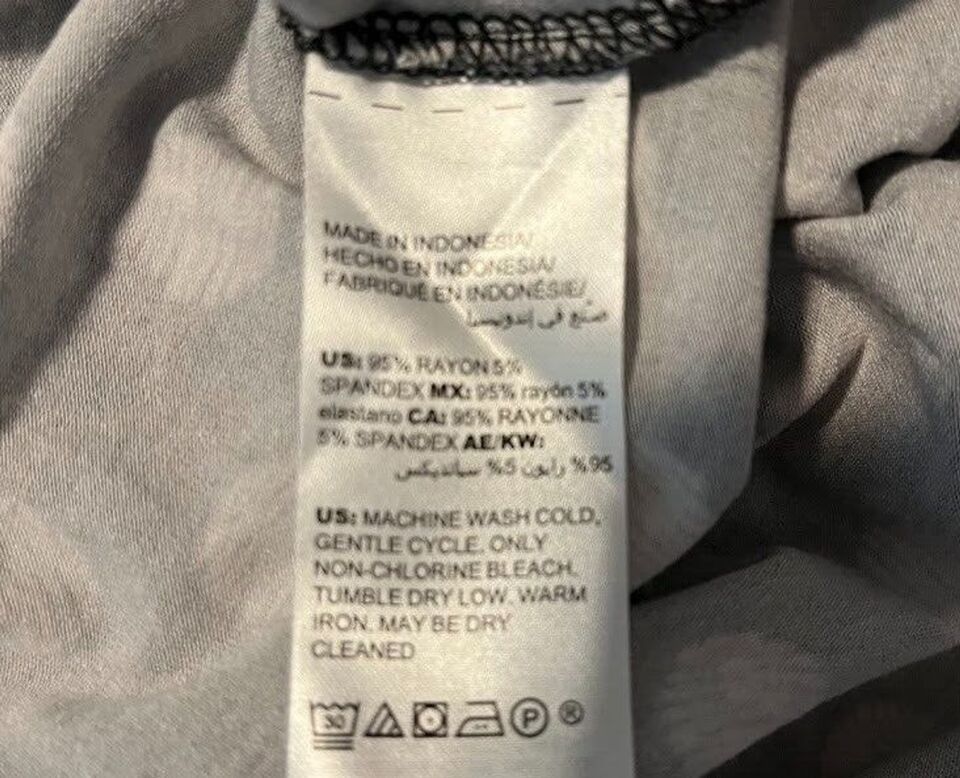 MADE IN INDONESIA/
HECHO EN INDONESIA/
FABRIQUÉ EN INDONÉSIE/
صنع في إندونيسيا
US: 95% RAYON 5%
SPANDEX MX: 95% rayón 5%
elastano CA: 95% RAYONNE
5% SPANDEX AE/KW:
95% رايون 5% سباندیکس
US: MACHINE WASH COLD,
GENTLE CYCLE. ONLY
NON-CHLORINE BLEACH.
TUMBLE DRY LOW. WARM
IRON. MAY BE DRY
CLEANED
30 P ®